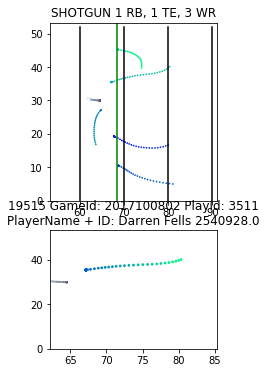 SHOTGUN 1 RB, 1 TE, 3 WR
50
40
30
20
10
0
60 70 80 90
19515 GameId: 2017100802 PlayId: 3511
PlayerName + ID: Darren Fells 2540928.0
40
30
0
65 70 75 80 85